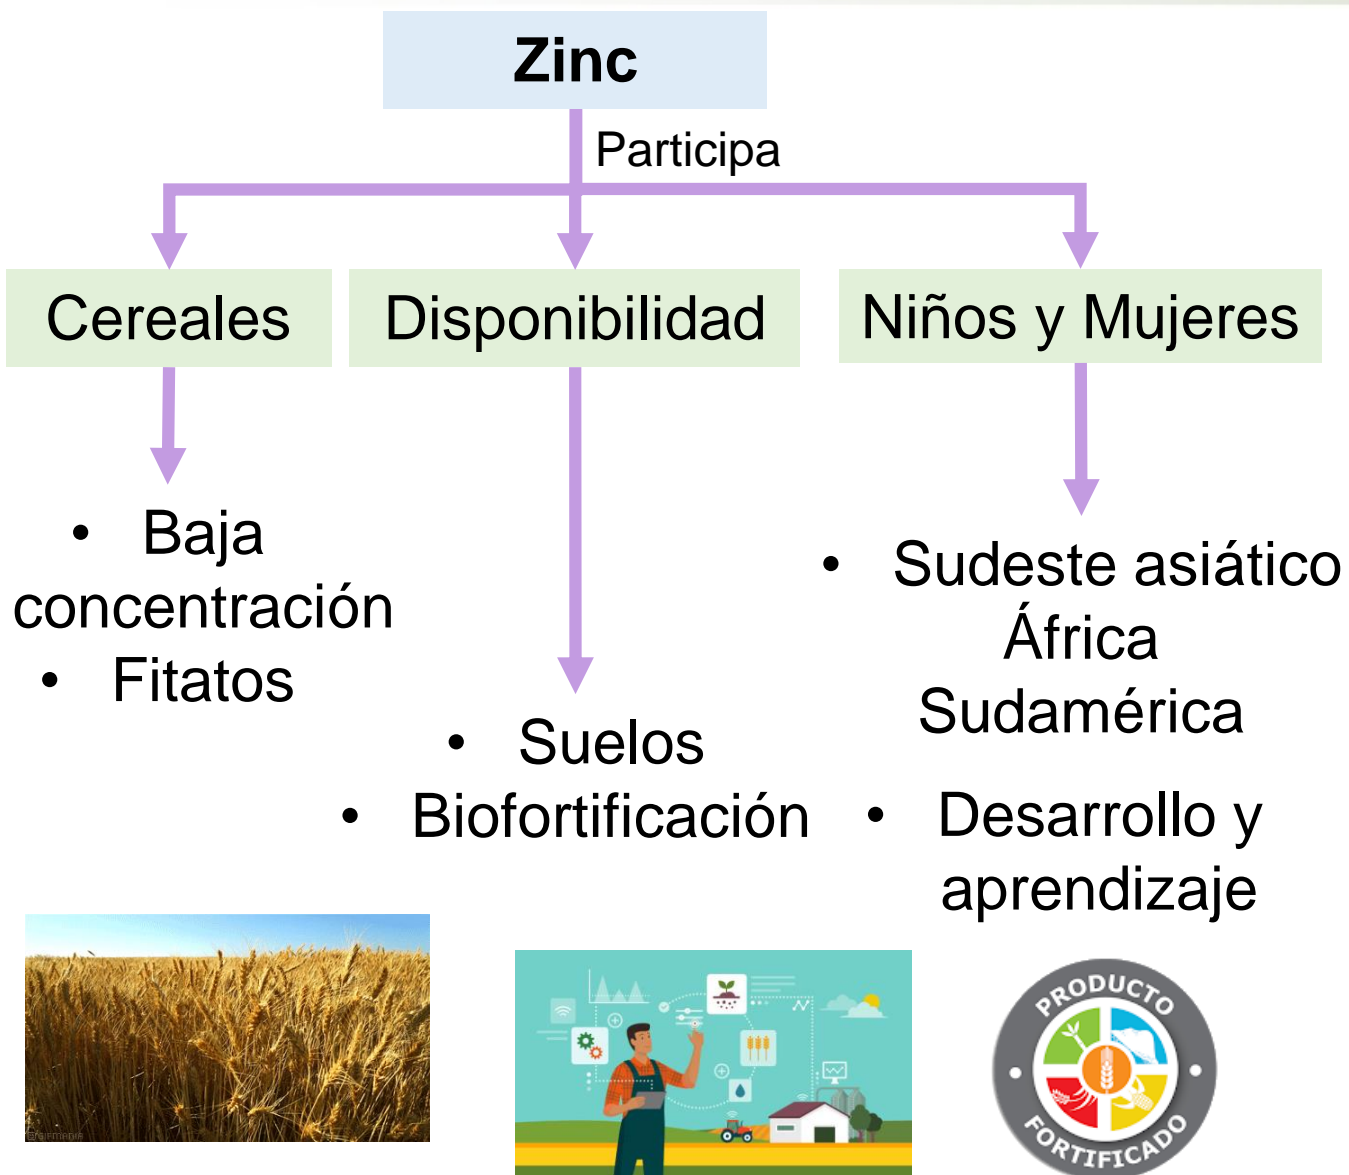 Zinc
Participa
Cereales
Disponibilidad
Niños y Mujeres
• Baja
concentración
• Fitatos
• Suelos
• Biofortificación
• Sudeste asiático
África
Sudamérica
• Desarrollo y
aprendizaje
PRODUCTO
FORTIFICADO